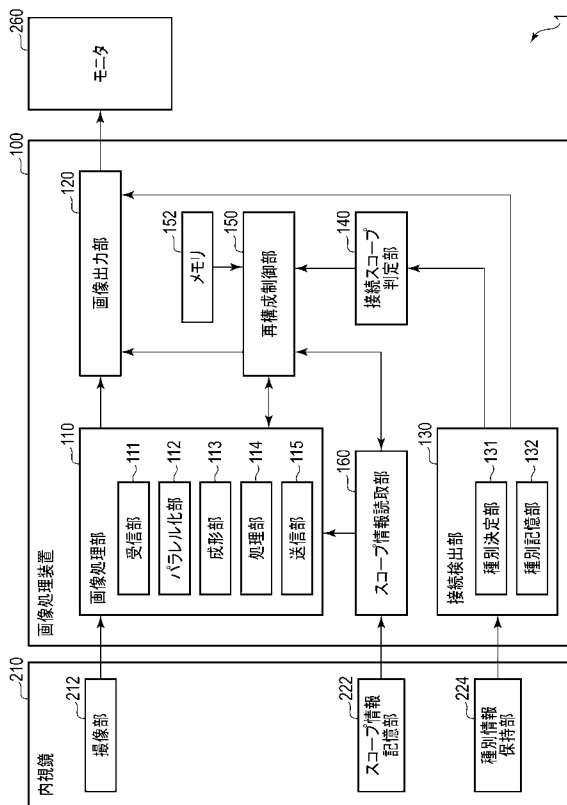 1
内視鏡
210
撮像部
212
スコープ情報
記憶部
222
種別情報
保持部
224
画像処理装置
100
画像処理部
110
受信部
111
パラレル化部
112
成形部
113
処理部
114
送信部
115
スコープ情報読取部
160
接続検出部
130
種別決定部
131
種別記憶部
132
画像出力部
120
メモリ
152
再構成制御部
150
接続スコープ
判定部
140
モニタ
260